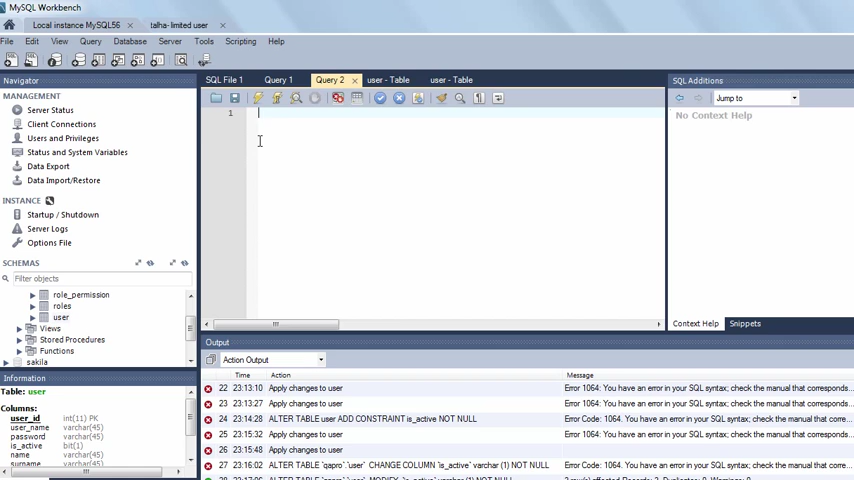 MySQL Workbench
Local instance MySQL56 × talha-limited user ×
File Edit View Query Database Server Tools Scripting Help
Navigator
MANAGEMENT
Server Status
Client Connections
Users and Privileges
Status and System Variables
Data Export
Data Import/Restore
INSTANCE
Startup / Shutdown
Server Logs
Options File
SCHEMAS
Filter objects
role_permission
roles
user
Views
Stored Procedures
Functions
sakila
Information
Table: user
Columns:
user_id int(11) PK
user_name varchar(45)
password varchar(45)
is_active bit(1)
name varchar(45)
surname varchar(45)
SQL File 1 Query 1 Query 2 × user - Table user - Table
1
SQL Additions
Jump to
No Context Help
Context Help Snippets
Output
Action Output
Time Action Message
22 23:13:10 Apply changes to user Error 1064: You have an error in your SQL syntax; check the manual that corresponds...
23 23:13:27 Apply changes to user Error 1064: You have an error in your SQL syntax; check the manual that corresponds...
24 23:14:28 ALTER TABLE user ADD CONSTRAINT is_active NOT NULL Error Code: 1064. You have an error in your SQL syntax; check the manual that corre...
25 23:15:32 Apply changes to user Error 1064: You have an error in your SQL syntax; check the manual that corresponds...
26 23:15:48 Apply changes to user
27 23:16:02 ALTER TABLE `qapro`.`user` CHANGE COLUMN `is_active` varchar (1) NOT NULL Error Code: 1064. You have an error in your SQL syntax; check the manual that corre...